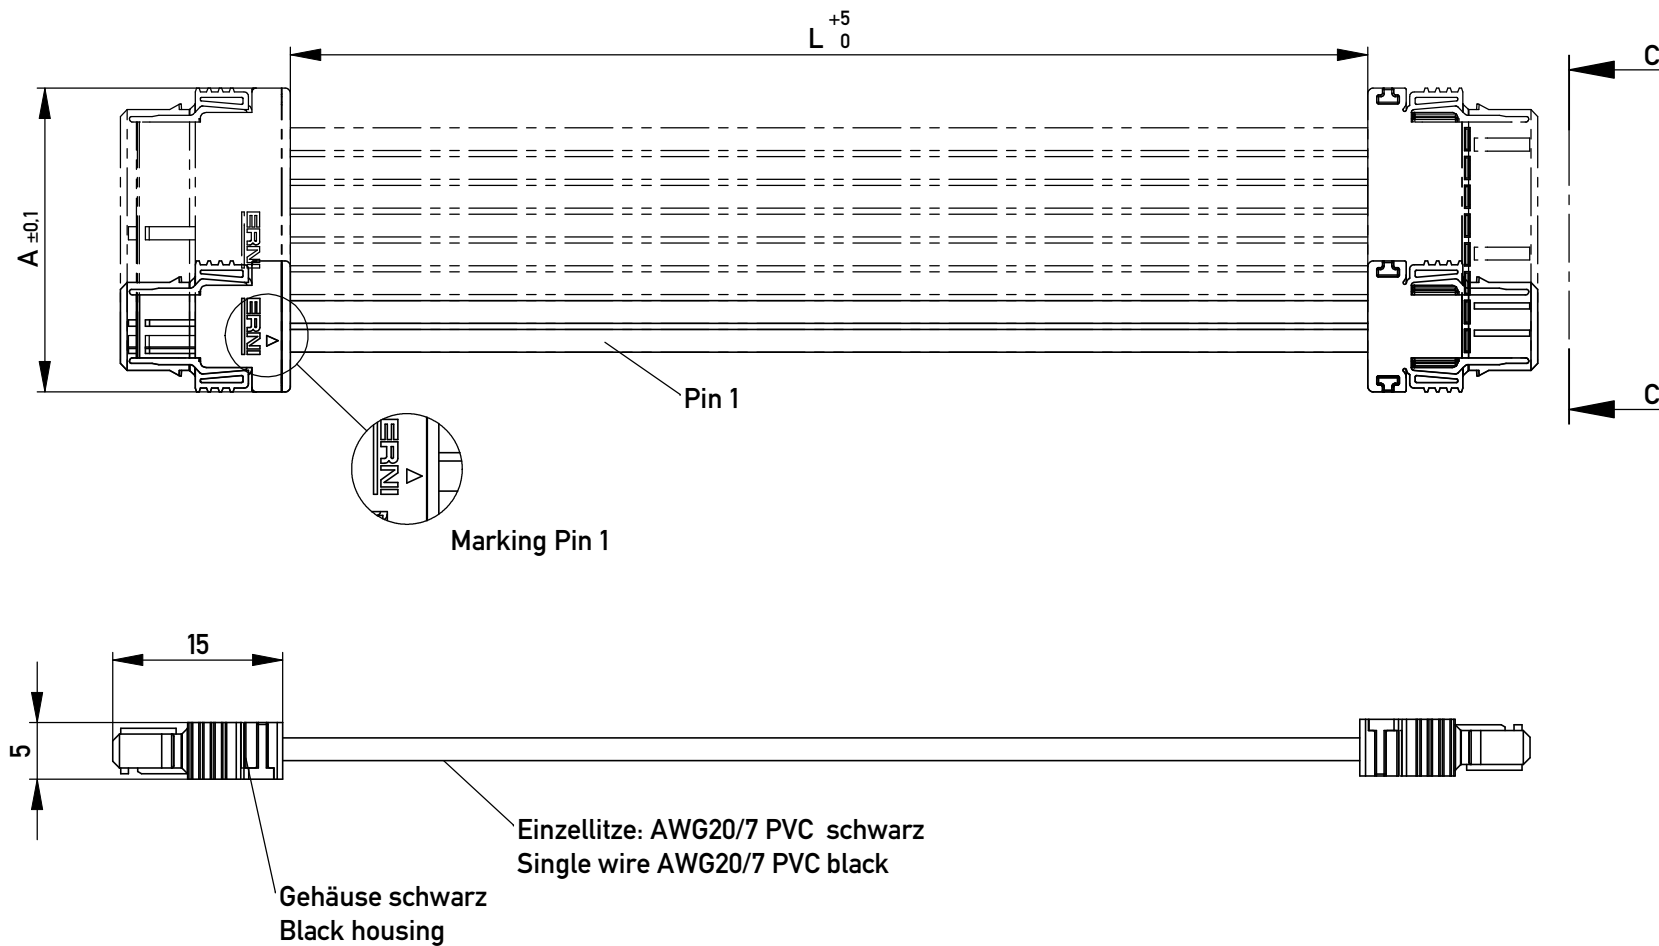 L +5 0
C
A ±0,1
ERNI
ERNI
Pin 1
C
ERNI
Marking Pin 1
15
5
Einzellitze: AWG20/7 PVC schwarz
Single wire AWG20/7 PVC black
Gehäuse schwarz
Black housing